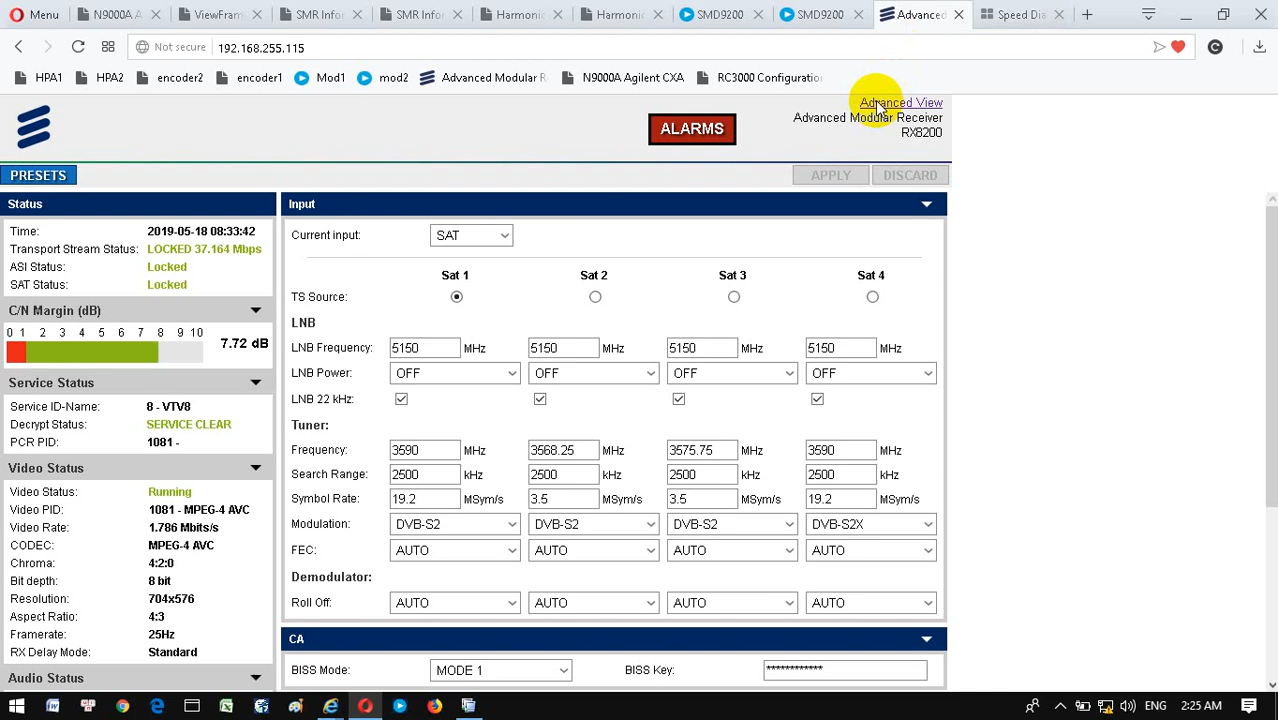 Menu N9000A A ViewFram SMR Infor SMR Infor Harmonic Harmonic SMD9200 SMD9200 Advanced Speed Dia
Not secure 192.168.255.115
HPA1 HPA2 encoder2 encoder1 Mod1 mod2 Advanced Modular R N9000A Agilent CXA RC3000 Configuratio
Advanced View
Advanced Modular Receiver
RX8200
ALARMS
PRESETS APPLY DISCARD
Status
Time: 2019-05-18 08:33:42
Transport Stream Status: LOCKED 37.164 Mbps
ASI Status: Locked
SAT Status: Locked
C/N Margin (dB)
0 1 2 3 4 5 6 7 8 9 10
7.72 dB
Service Status
Service ID-Name: 8 - VTV8
Decrypt Status: SERVICE CLEAR
PCR PID: 1081 -
Video Status
Video Status: Running
Video PID: 1081 - MPEG-4 AVC
Video Rate: 1.786 Mbits/s
CODEC: MPEG-4 AVC
Chroma: 4:2:0
Bit depth: 8 bit
Resolution: 704x576
Aspect Ratio: 4:3
Framerate: 25Hz
RX Delay Mode: Standard
Audio Status
Input
Current input: SAT
Sat 1 Sat 2 Sat 3 Sat 4
TS Source:
LNB
LNB Frequency: 5150 MHz 5150 MHz 5150 MHz 5150 MHz
LNB Power: OFF OFF OFF OFF
LNB 22 kHz:
Tuner:
Frequency: 3590 MHz 3568.25 MHz 3575.75 MHz 3590 MHz
Search Range: 2500 kHz 2500 kHz 2500 kHz 2500 kHz
Symbol Rate: 19.2 MSym/s 3.5 MSym/s 3.5 MSym/s 19.2 MSym/s
Modulation: DVB-S2 DVB-S2 DVB-S2 DVB-S2X
FEC: AUTO AUTO AUTO AUTO
Demodulator:
Roll Off: AUTO AUTO AUTO AUTO
CA
BISS Mode: MODE 1 BISS Key: ************
ENG 2:25 AM